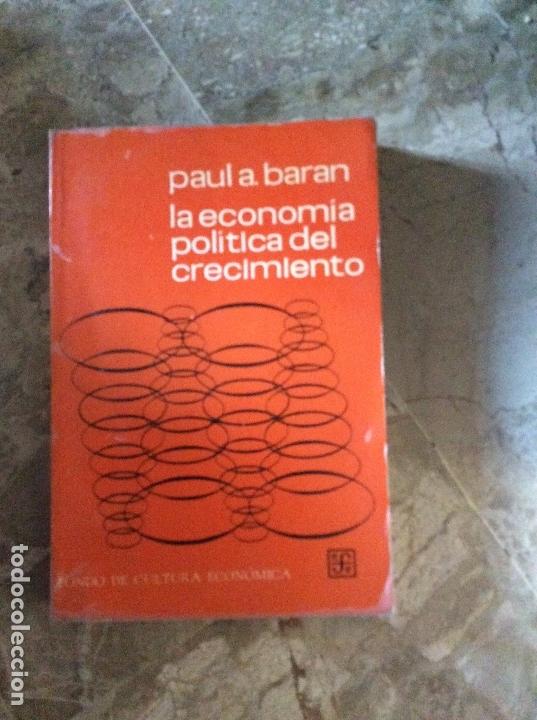 paul a. baran
la economía
política del
crecimiento
FONDO DE CULTURA ECONÓMICA
todocoleccion